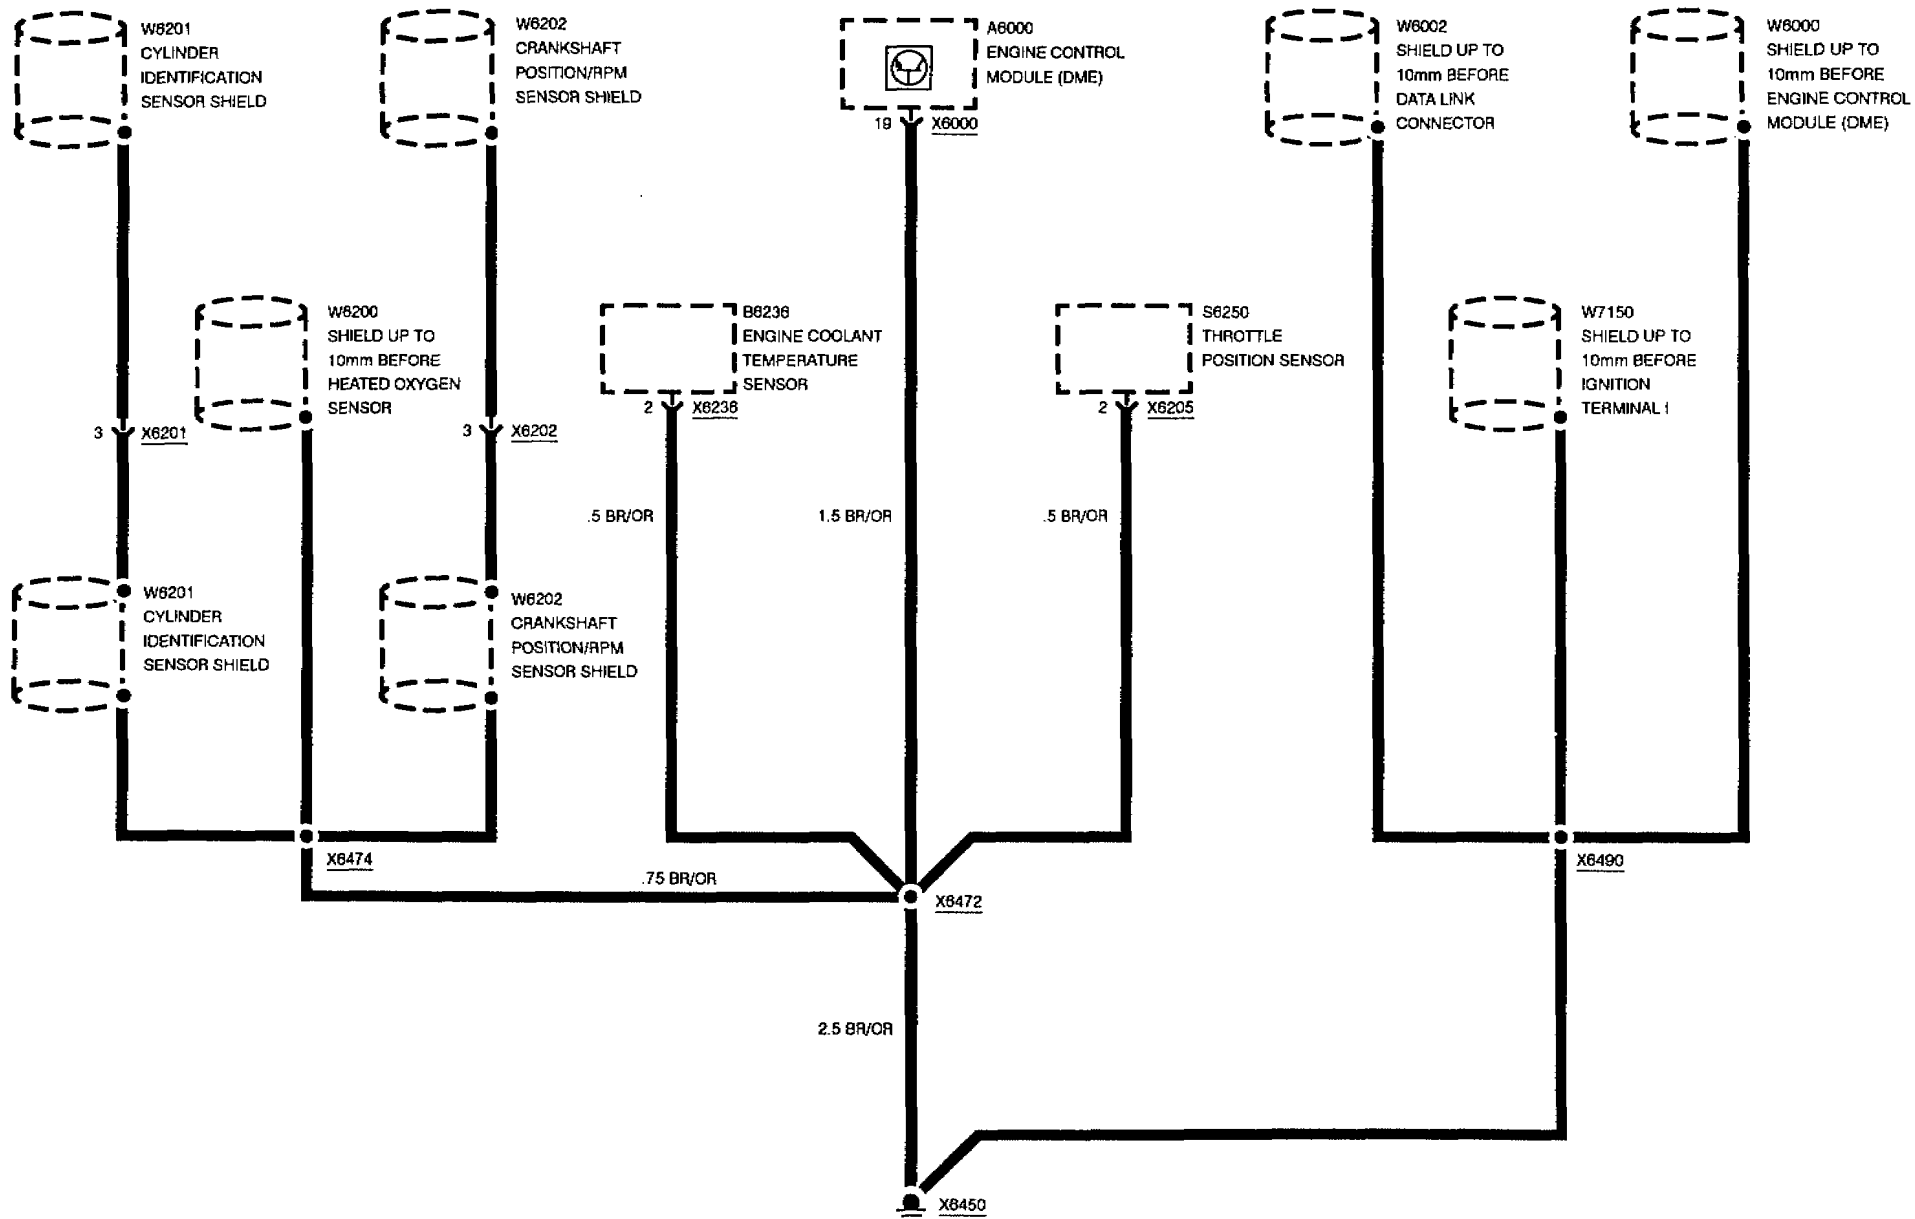 W6201
CYLINDER
IDENTIFICATION
SENSOR SHIELD
W6202
CRANKSHAFT
POSITION/RPM
SENSOR SHIELD
A6000
ENGINE CONTROL
MODULE (DME)
19
X6000
W6002
SHIELD UP TO
10mm BEFORE
DATA LINK
CONNECTOR
W6000
SHIELD UP TO
10mm BEFORE
ENGINE CONTROL
MODULE (DME)
W6200
SHIELD UP TO
10mm BEFORE
HEATED OXYGEN
SENSOR
B6236
ENGINE COOLANT
TEMPERATURE
SENSOR
2
X6236
S6250
THROTTLE
POSITION SENSOR
2
X6205
W7150
SHIELD UP TO
10mm BEFORE
IGNITION
TERMINAL 1
3
X6201
3
X6202
.5 BR/OR
1.5 BR/OR
.5 BR/OR
W6201
CYLINDER
IDENTIFICATION
SENSOR SHIELD
W6202
CRANKSHAFT
POSITION/RPM
SENSOR SHIELD
X6474
.75 BR/OR
X6472
X6490
2.5 BR/OR
X6450